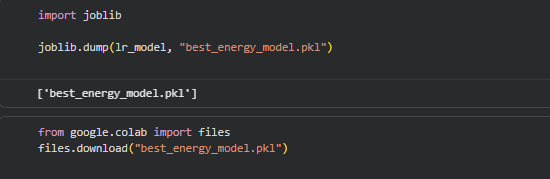 import joblib
joblib.dump(lr_model, "best_energy_model.pkl")
['best_energy_model.pkl']
from google.colab import files
files.download("best_energy_model.pkl")